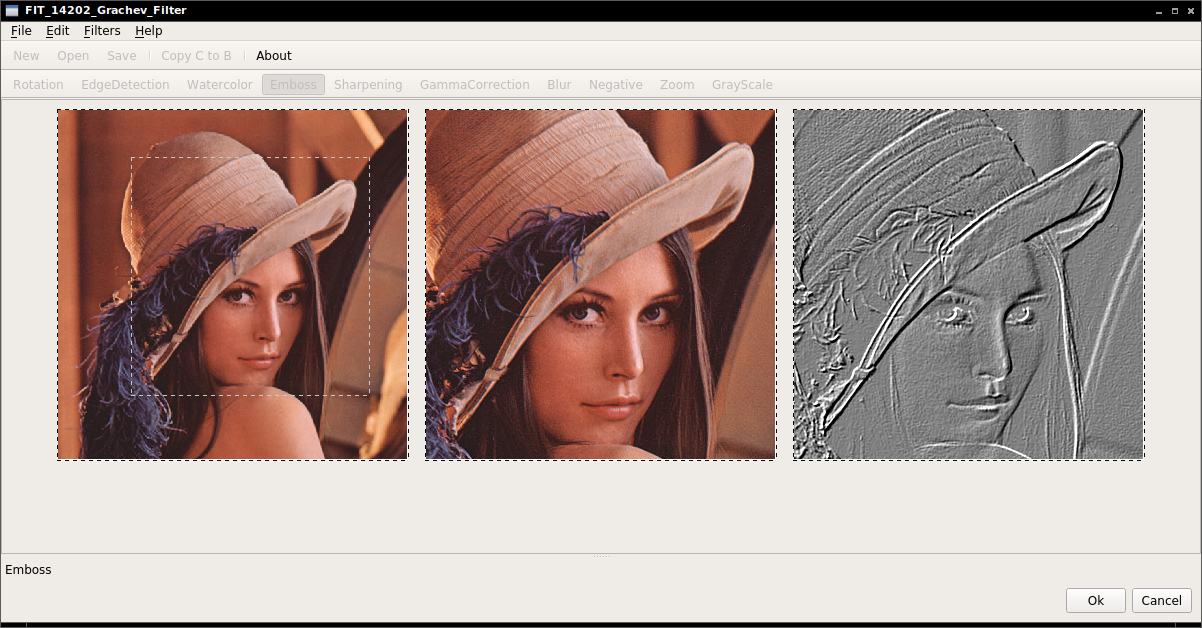 FIT_14202_Grachev_Filter
File Edit Filters Help
New Open Save Copy C to B About
Rotation EdgeDetection Watercolor Emboss Sharpening GammaCorrection Blur Negative Zoom GrayScale
Emboss
Ok Cancel